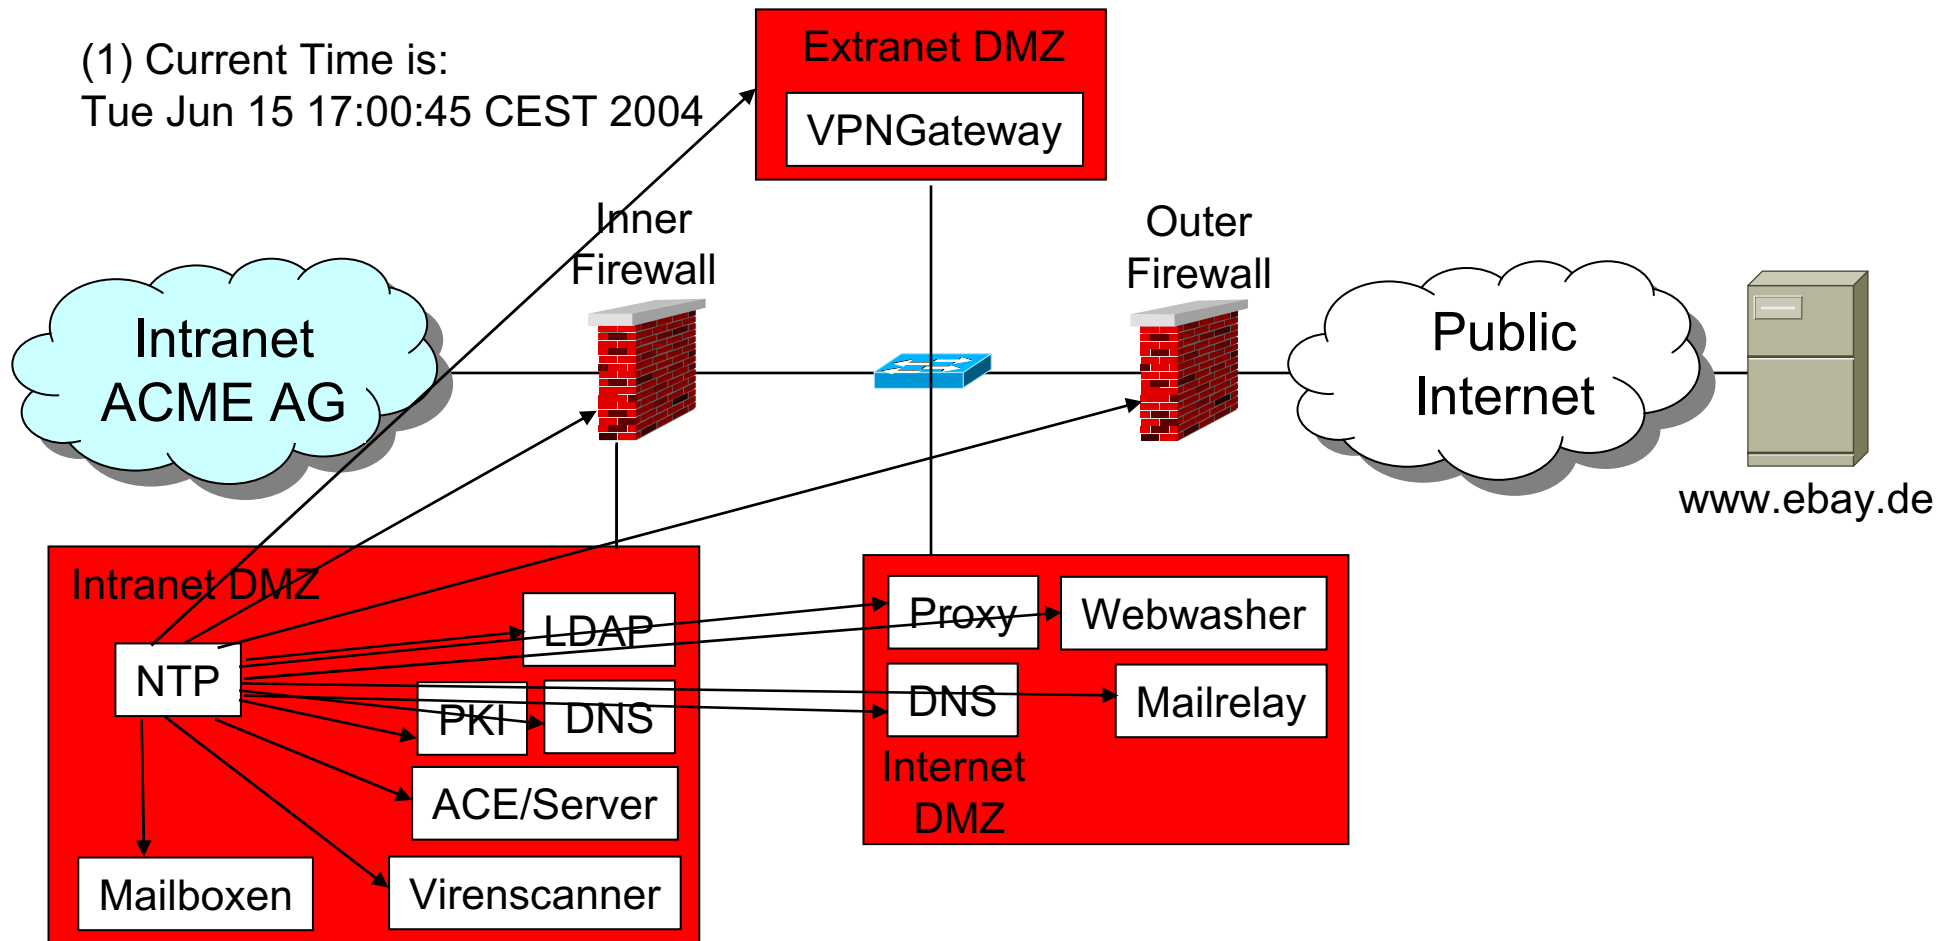 (1) Current Time is:
Tue Jun 15 17:00:45 CEST 2004
Extranet DMZ
VPNGateway
Inner
Firewall
Outer
Firewall
Intranet
ACME AG
Public
Internet
www.ebay.de
Intranet DMZ
LDAP
NTP
PKI
DNS
ACE/Server
Mailboxen
Virenscanner
Proxy
Webwasher
DNS
Mailrelay
Internet
DMZ